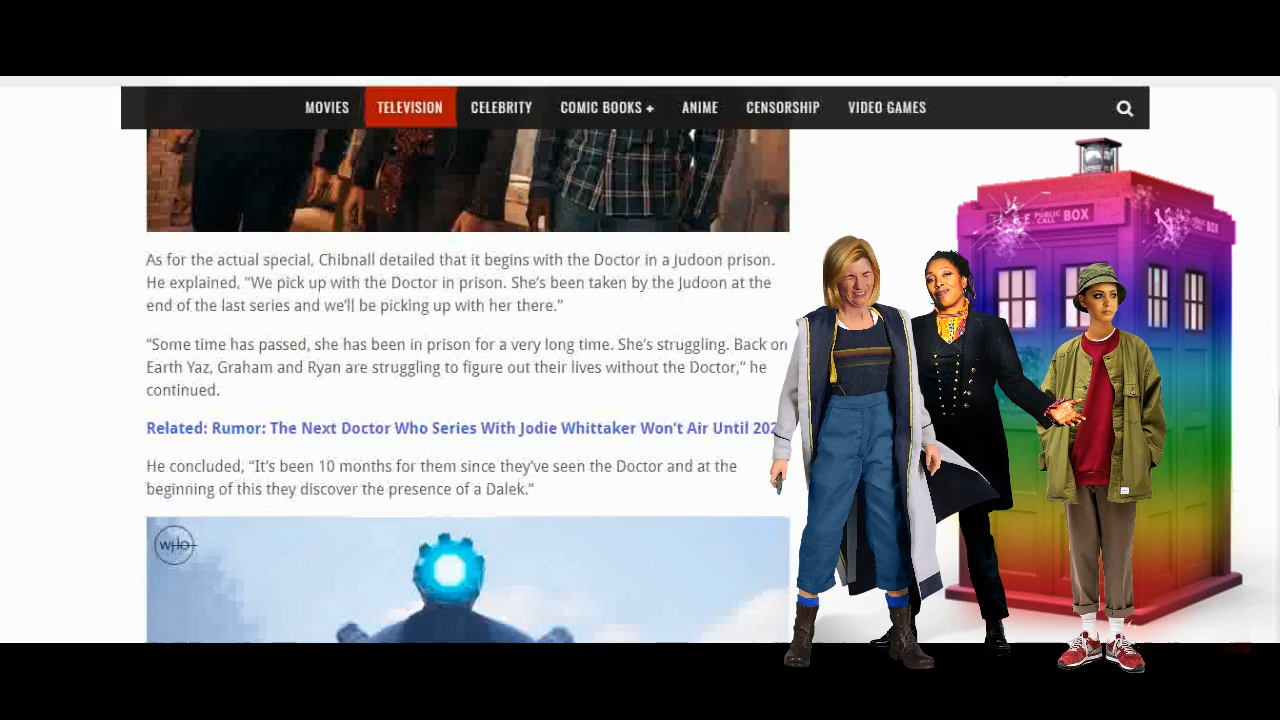 MOVIES TELEVISION CELEBRITY COMIC BOOKS + ANIME CENSORSHIP VIDEO GAMES
PUBLIC CALL BOX
BOX
As for the actual special, Chibnall detailed that it begins with the Doctor in a Judoon prison.
He explained, “We pick up with the Doctor in prison. She’s been taken by the Judoon at the
end of the last series and we’ll be picking up with her there.”
“Some time has passed, she has been in prison for a very long time. She’s struggling. Back on
Earth Yaz, Graham and Ryan are struggling to figure out their lives without the Doctor,” he
continued.
Related: Rumor: The Next Doctor Who Series With Jodie Whittaker Won’t Air Until 202
He concluded, “It’s been 10 months for them since they’ve seen the Doctor and at the
beginning of this they discover the presence of a Dalek.”
WHO